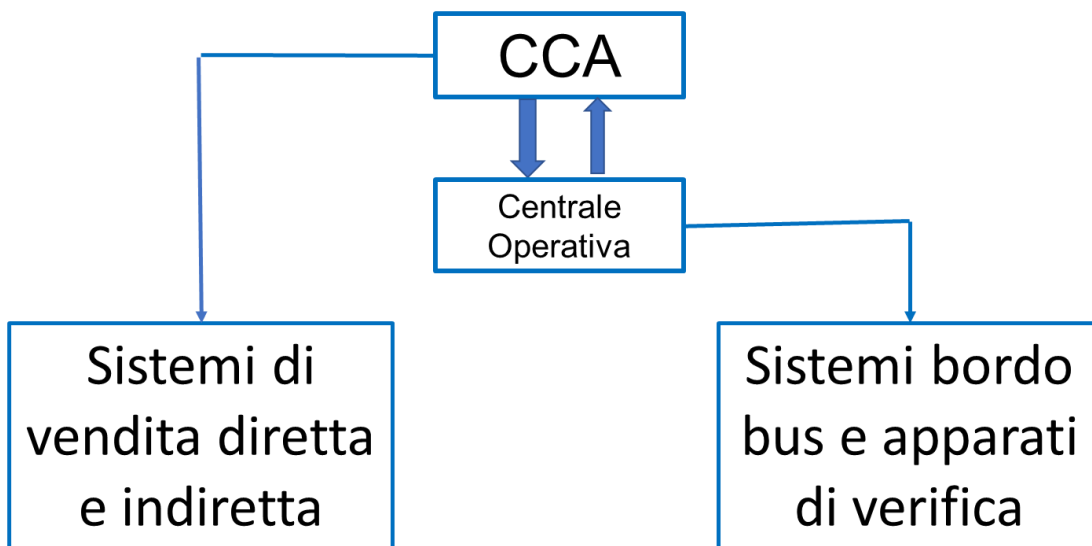 CCA
Centrale
Operativa
Sistemi di
vendita diretta
e indiretta
Sistemi bordo
bus e apparati
di verifica